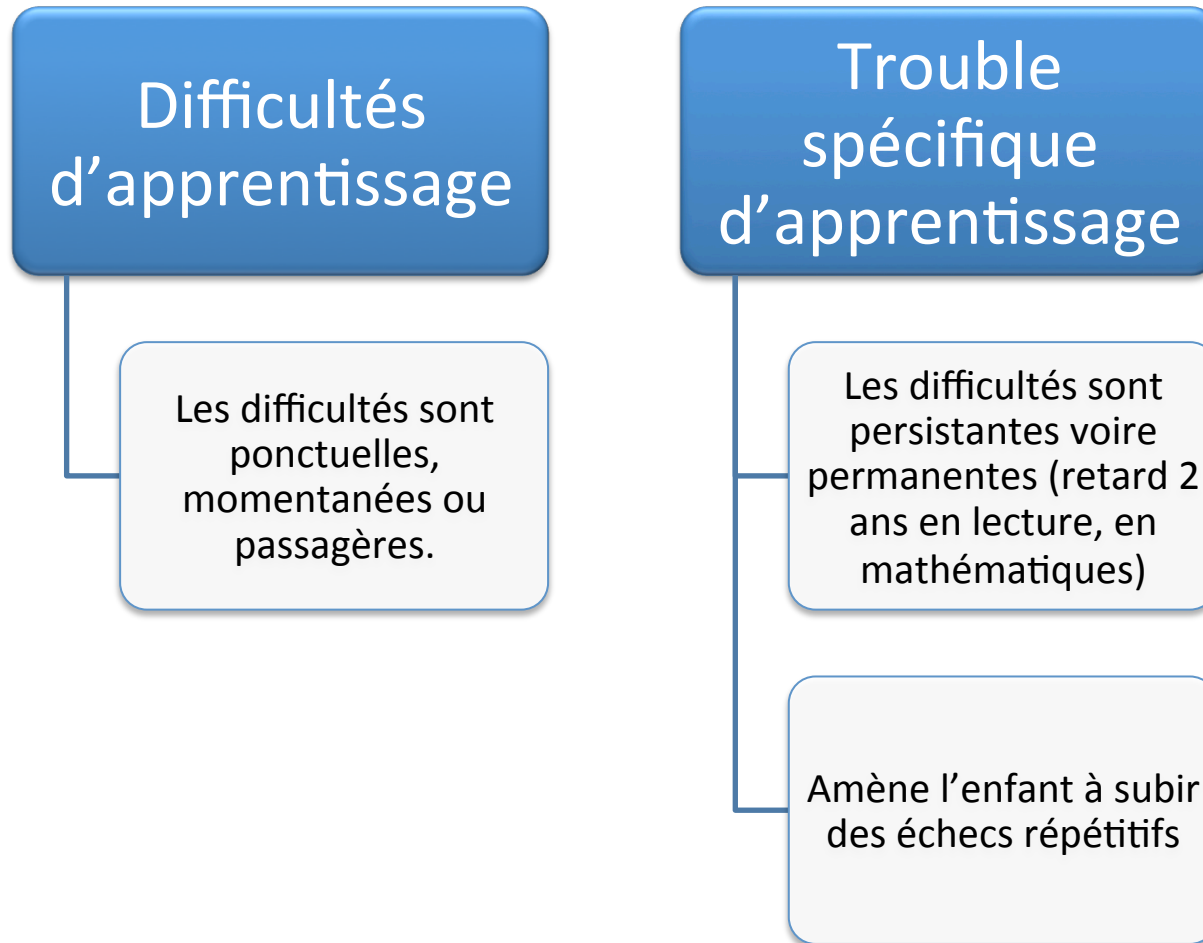 Difficultés
d’apprentissage
Les difficultés sont
ponctuelles,
momentanées ou
passagères.
Trouble
spécifique
d’apprentissage
Les difficultés sont
persistantes voire
permanentes (retard 2
ans en lecture, en
mathématiques)
Amène l’enfant à subir
des échecs répétitifs